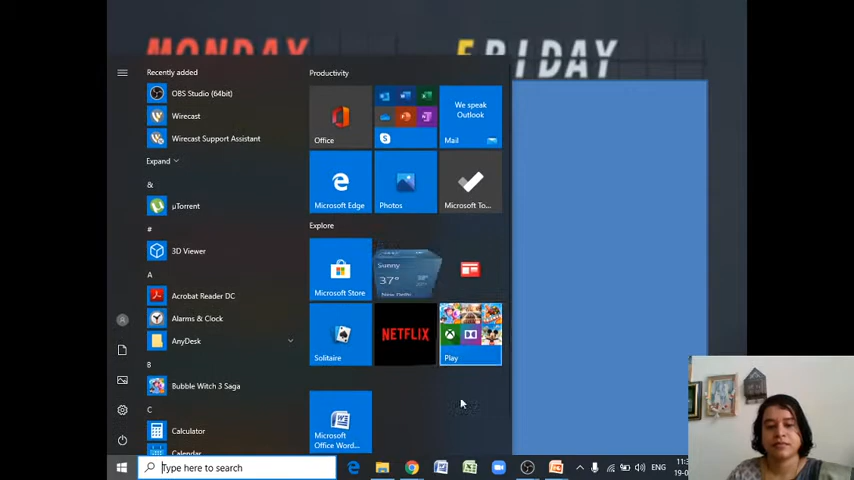 MONDAY
FRIDAY
Recently added
OBS Studio (64bit)
Wirecast
Wirecast Support Assistant
Expand
&
µTorrent
#
3D Viewer
A
Acrobat Reader DC
Alarms & Clock
AnyDesk
B
Bubble Witch 3 Saga
C
Calculator
Calendar
Productivity
Office
We speak
Outlook
Mail
Microsoft Edge
Photos
Microsoft To...
Explore
Microsoft Store
Sunny
37°
New Delhi
Solitaire
NETFLIX
Play
Microsoft
Office Word...
Type here to search
ENG